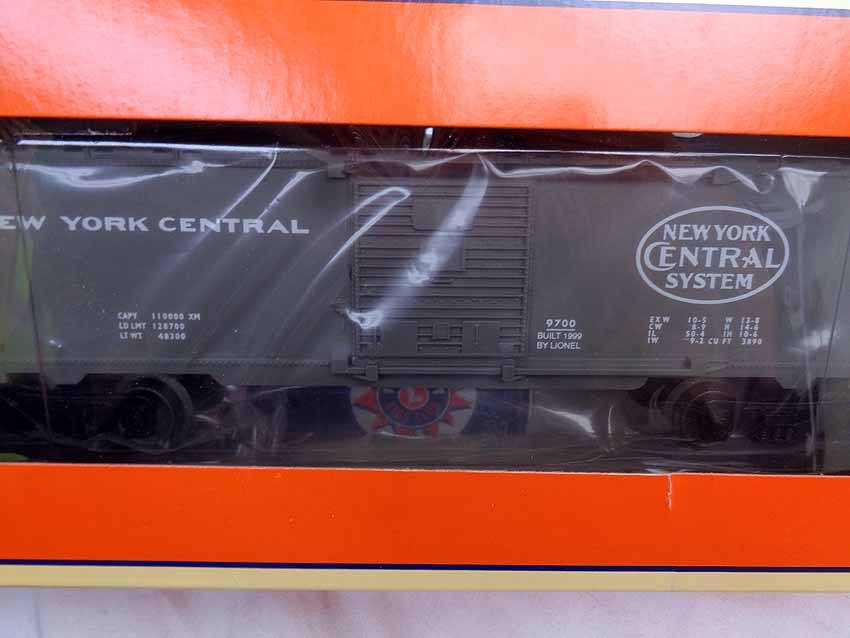 EW YORK CENTRAL
CAPY 110000 XM
LD LMT 128700
LT WT 48300
9700
BUILT 1999
BY LIONEL
NEW YORK
CENTRAL
SYSTEM
EXW 10-5 W 13-8
CW 8-9 H 14-6
IL 50-4 IH 10-6
IW 9-2 CU FT 3890
L